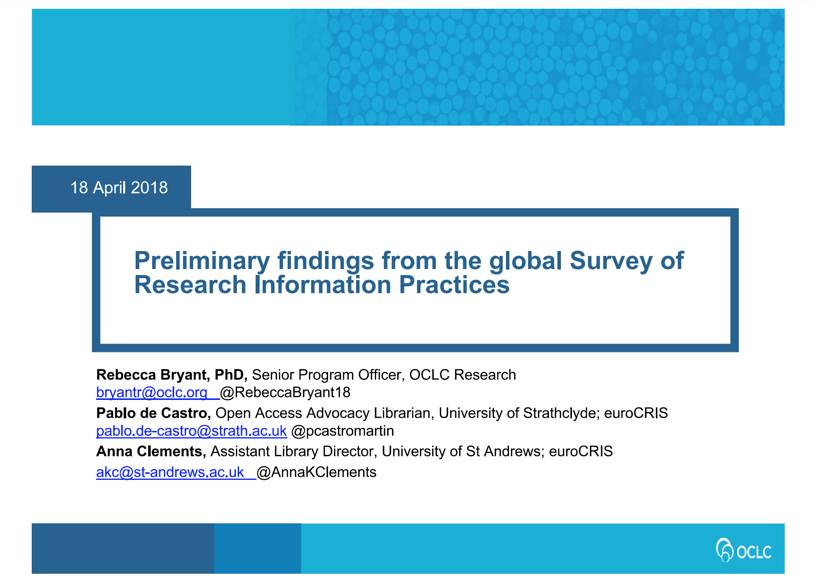 18 April 2018
Preliminary findings from the global Survey of
Research Information Practices
Rebecca Bryant, PhD, Senior Program Officer, OCLC Research
bryantr@oclc.org @RebeccaBryant18
Pablo de Castro, Open Access Advocacy Librarian, University of Strathclyde; euroCRIS
pablo.de-castro@strath.ac.uk @pcastromartin
Anna Clements, Assistant Library Director, University of St Andrews; euroCRIS
akc@st-andrews.ac.uk @AnnaKClements
OCLC